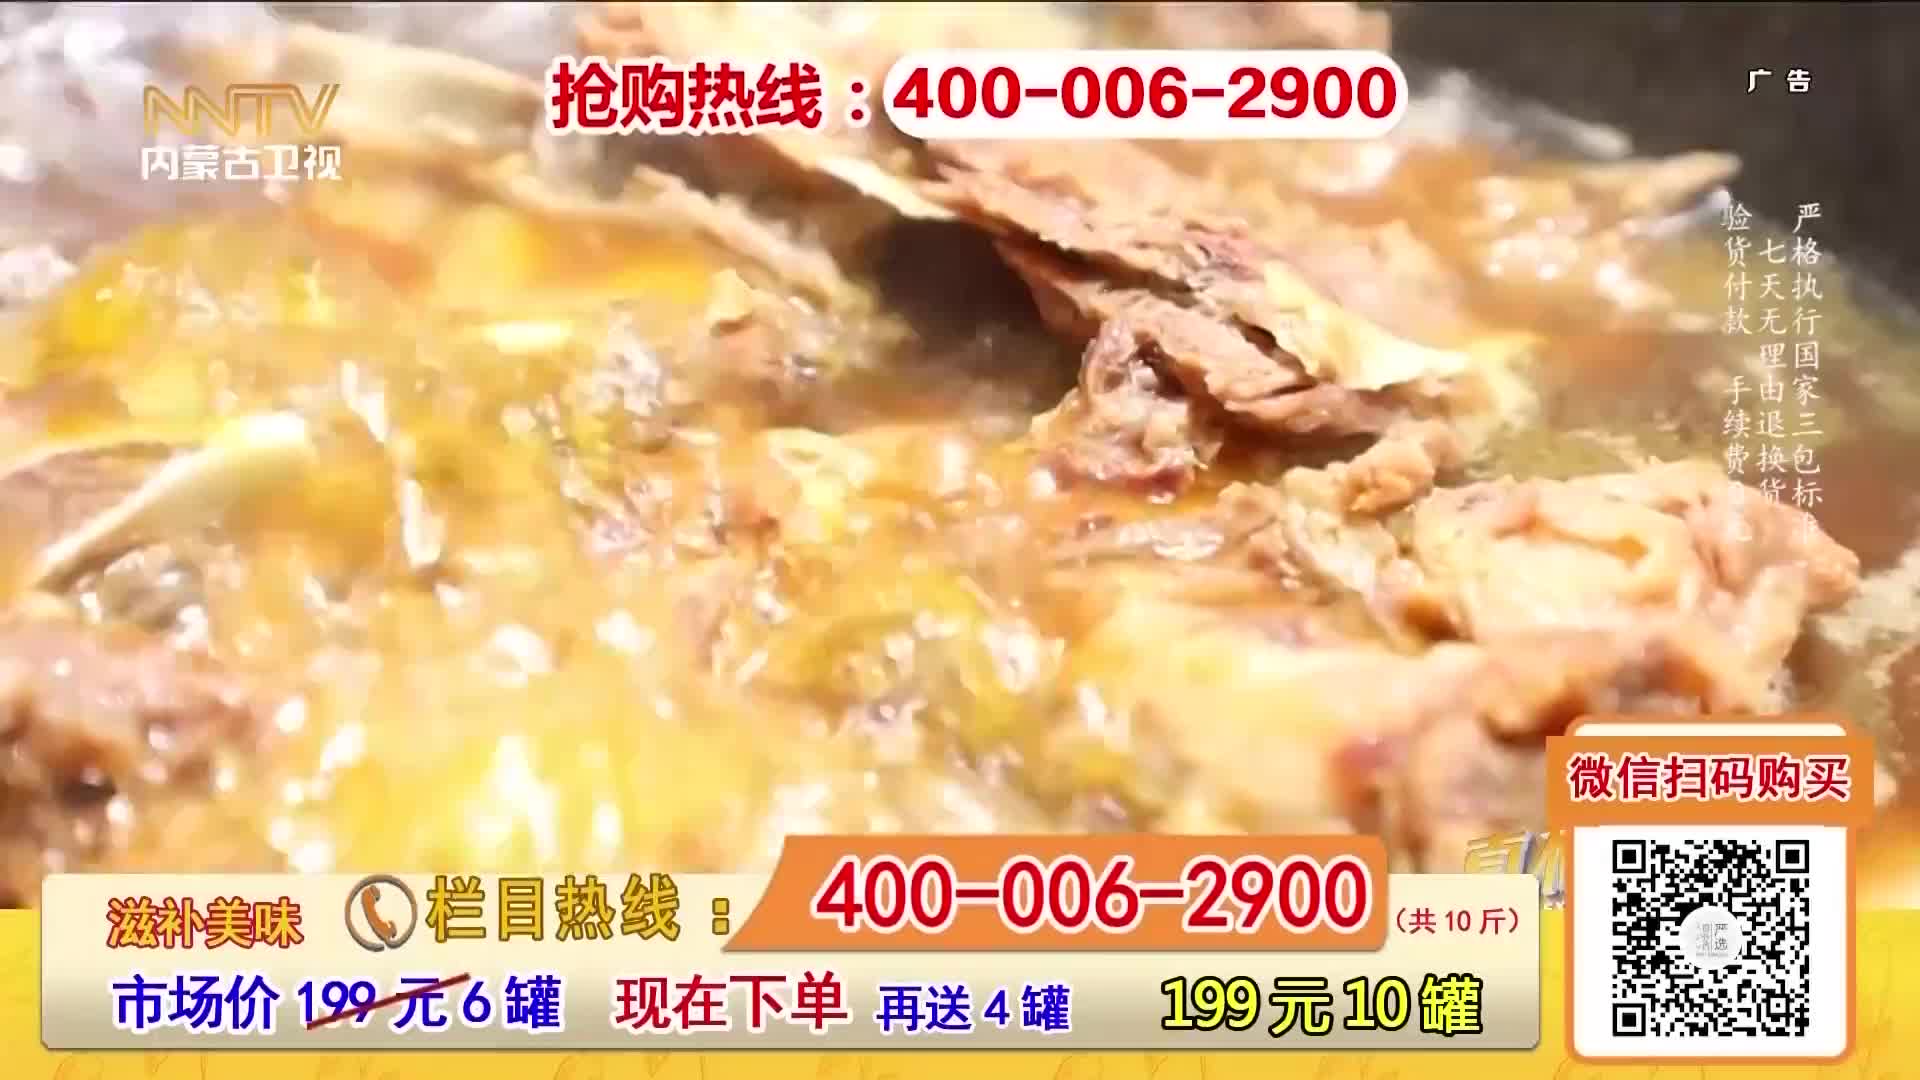 抢购热线：400-006-2900
广告
NNTV
内蒙古卫视
严格执行国家三包标
七天无理由退换货
验货付款 手续费
微信扫码购买
严选
滋补美味
栏目热线：
400-006-2900
（共10斤）
市场价199元6罐
现在下单
再送4罐
199元10罐